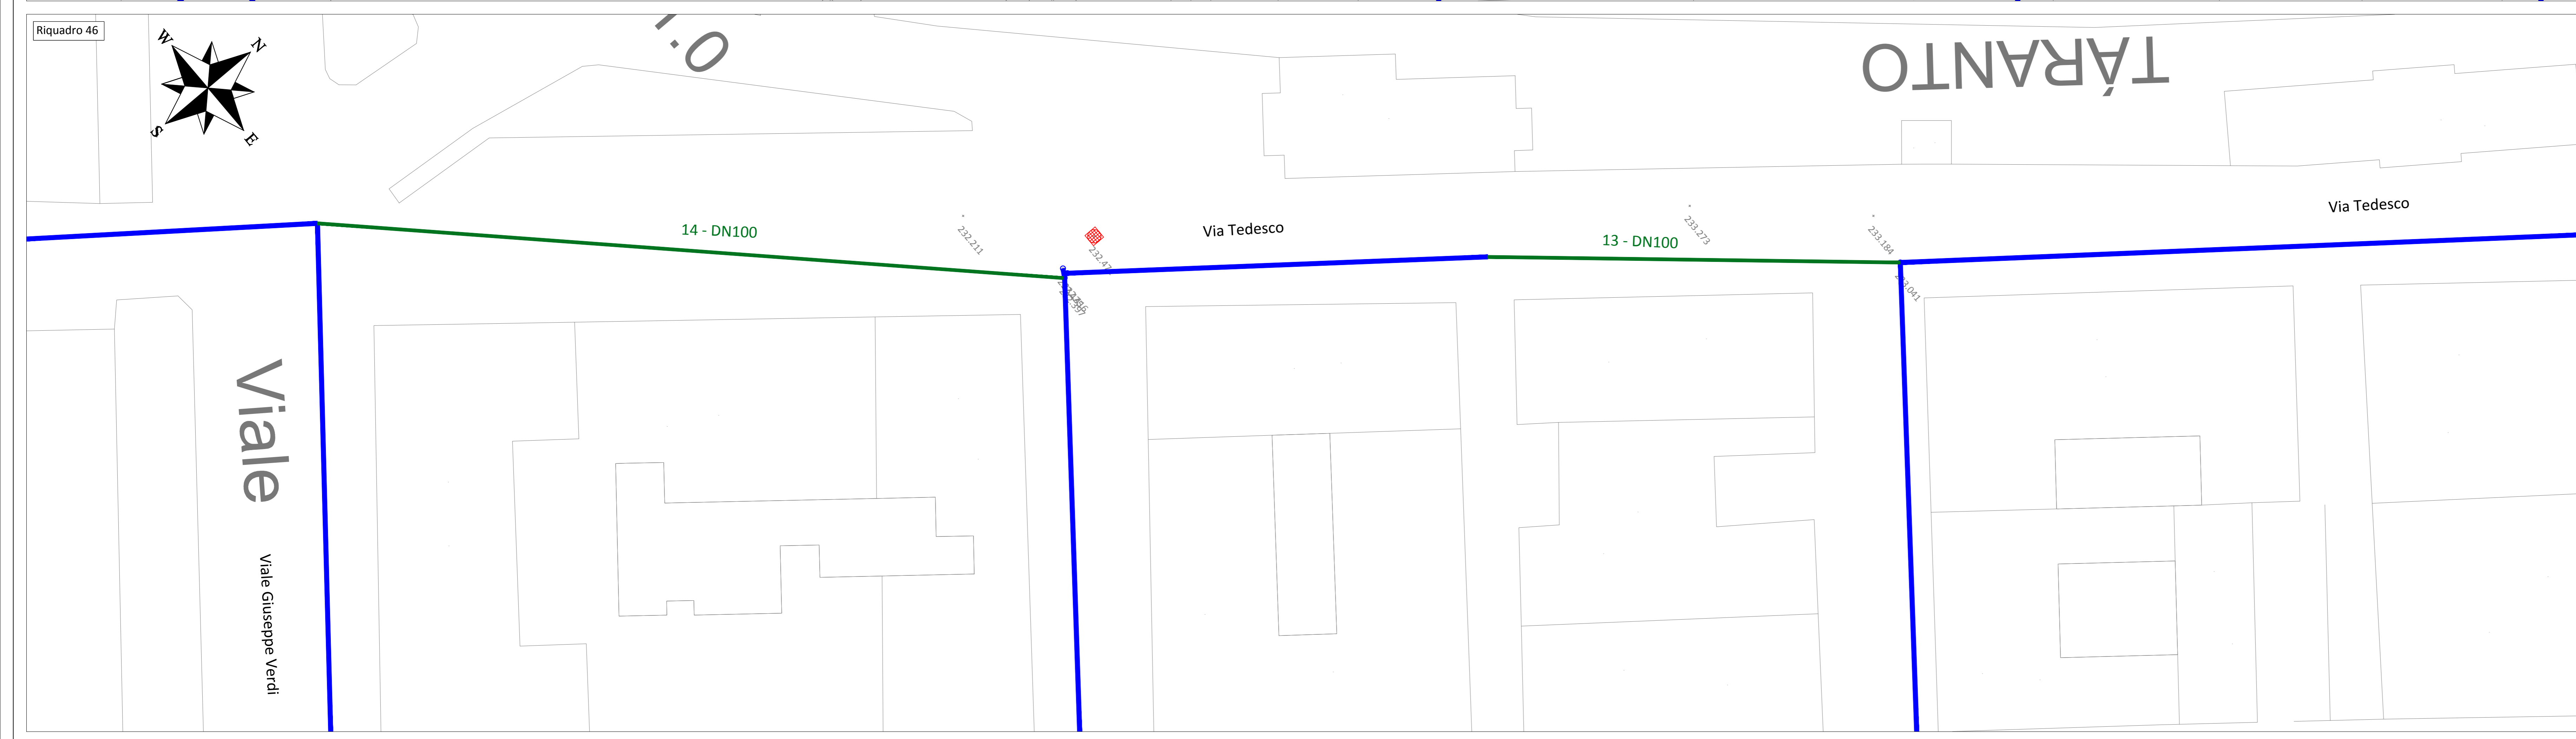 Riquadro 46
W
N
S
E
TÁRANTO
Via Tedesco
14 - DN100
232.211
Via Tedesco
13 - DN100
233.273
233.184
Viale
Viale Giuseppe Verdi